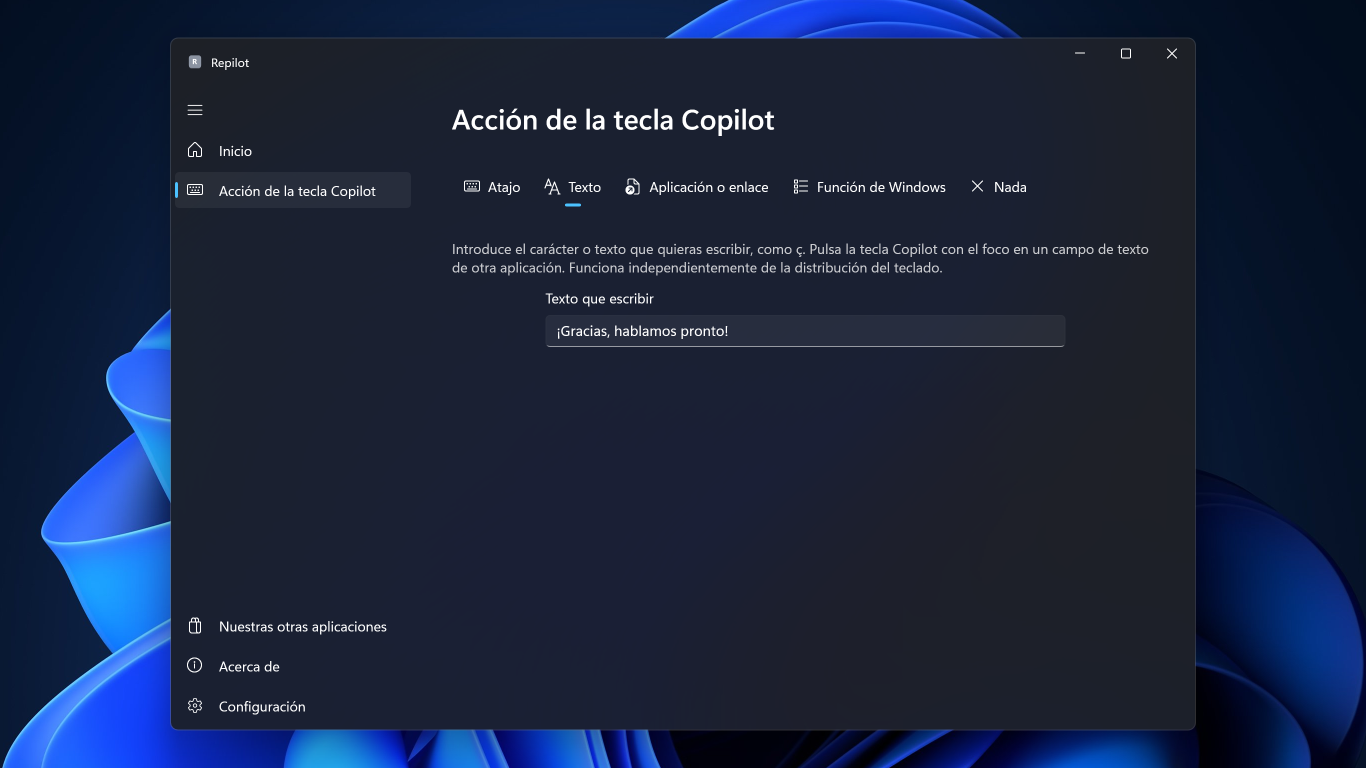 Repilot
Inicio
Acción de la tecla Copilot
Nuestras otras aplicaciones
Acerca de
Configuración
Acción de la tecla Copilot
Atajo
Texto
Aplicación o enlace
Función de Windows
Nada
Introduce el carácter o texto que quieras escribir, como ç. Pulsa la tecla Copilot con el foco en un campo de texto
de otra aplicación. Funciona independientemente de la distribución del teclado.
Texto que escribir
¡Gracias, hablamos pronto!